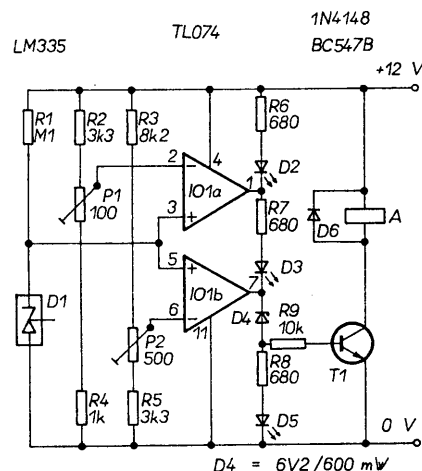 LM335 TL074 1N4148
BC547B
+12 V
R1 R2 R3 R6
M1 3k3 8k2 680
2 4 D2
P1 1
100 IO1a R7
3 680
D6 A
5 D3
D1 IO1b 7
6 D4 R9
P2 11 10k
500 R8
R4 R5 680 T1
1k 3k3
D5 0 V
D4 = 6V2/600 mW